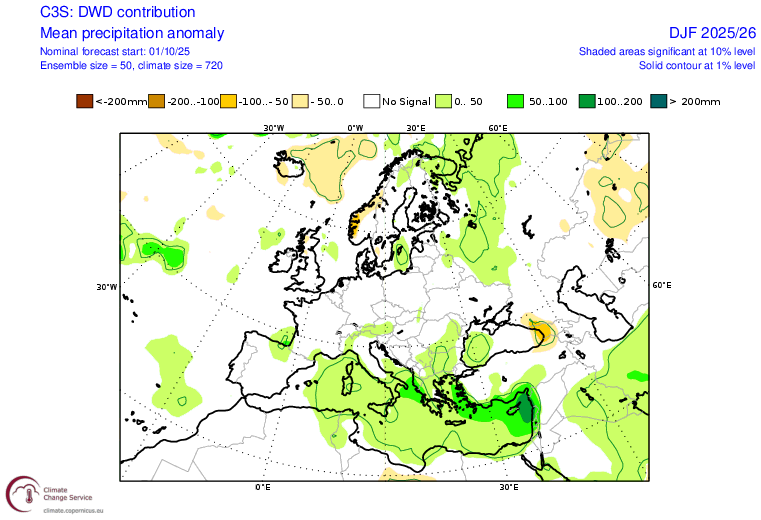 C3S: DWD contribution
Mean precipitation anomaly DJF 2025/26
Nominal forecast start: 01/10/25 Shaded areas significant at 10% level
Ensemble size = 50, climate size = 720 Solid contour at 1% level
<-200mm -200..-100 -100..- 50 - 50..0 No Signal 0.. 50 50..100 100..200 > 200mm
30°W 0°W 30°E 60°E
30°W 60°E
0°E 30°E
Climate
Change Service
climate.copernicus.eu